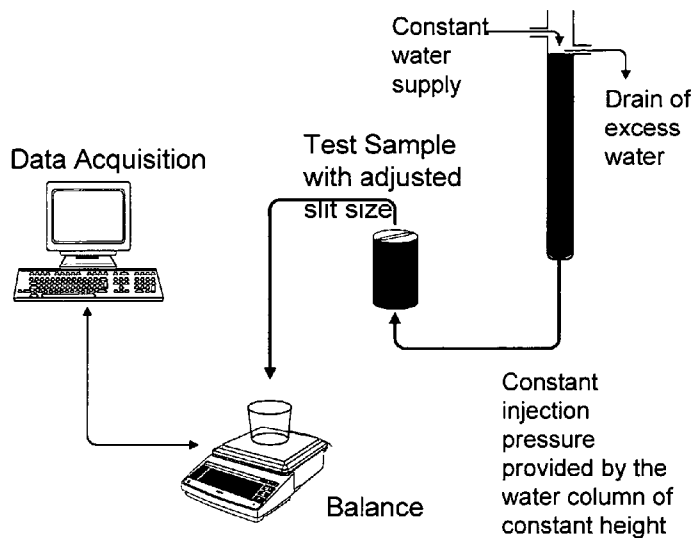 Constant
water
supply
Drain of
excess
water
Data Acquisition
Test Sample
with adjusted
slit size
Constant
injection
pressure
provided by the
water column of
constant height
Balance